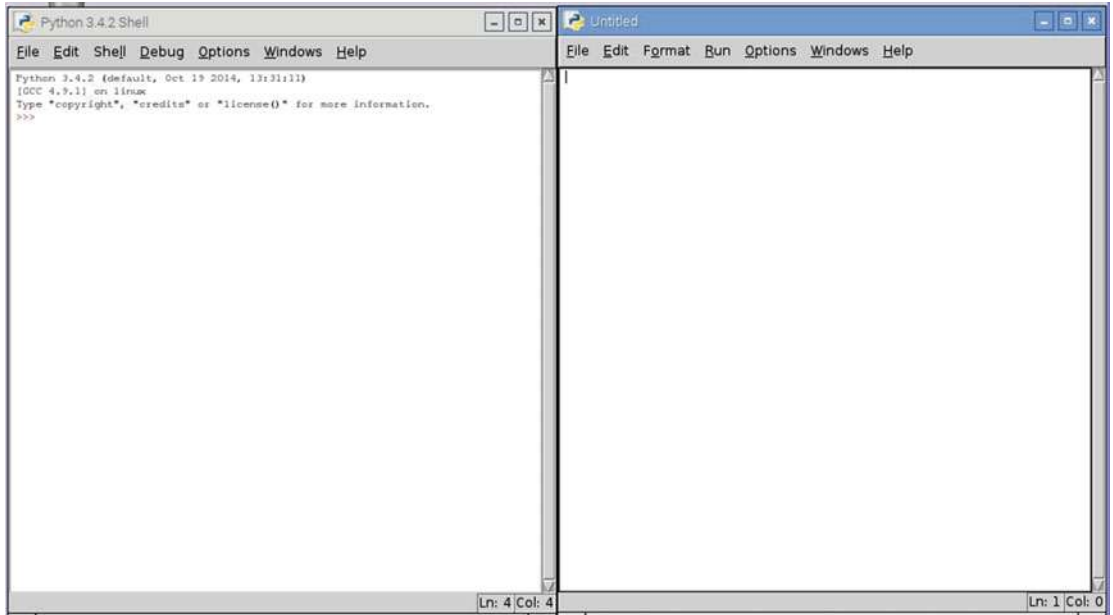 Python 3.4.2 Shell
File Edit Shell Debug Options Windows Help
Python 3.4.2 (default, Oct 19 2014, 13:31:11)
[GCC 4.9.1] on linux
Type "copyright", "credits" or "license()" for more information.
>>>
Ln: 4 Col: 4
Untitled
File Edit Format Run Options Windows Help
Ln: 1 Col: 0